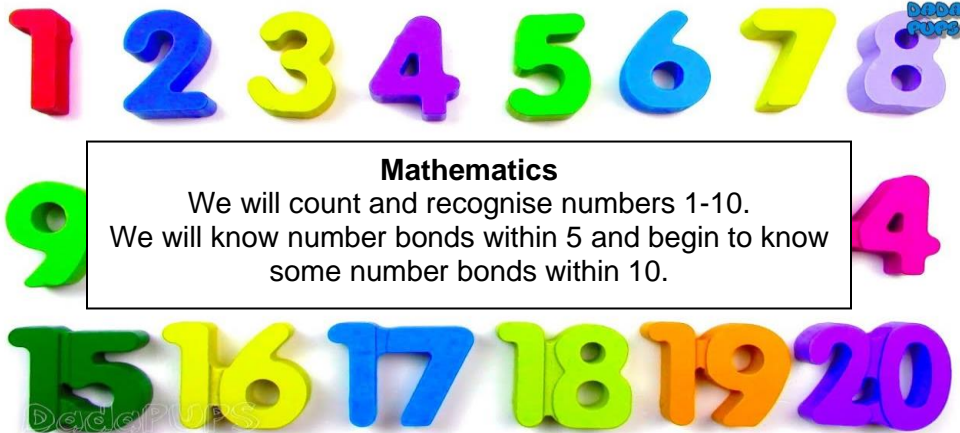 1 2 3 4 5 6 7 8
DADA
PUPS
Mathematics
We will count and recognise numbers 1-10.
We will know number bonds within 5 and begin to know
some number bonds within 10.
9 4
15 16 17 18 19 20
DadaPUPS